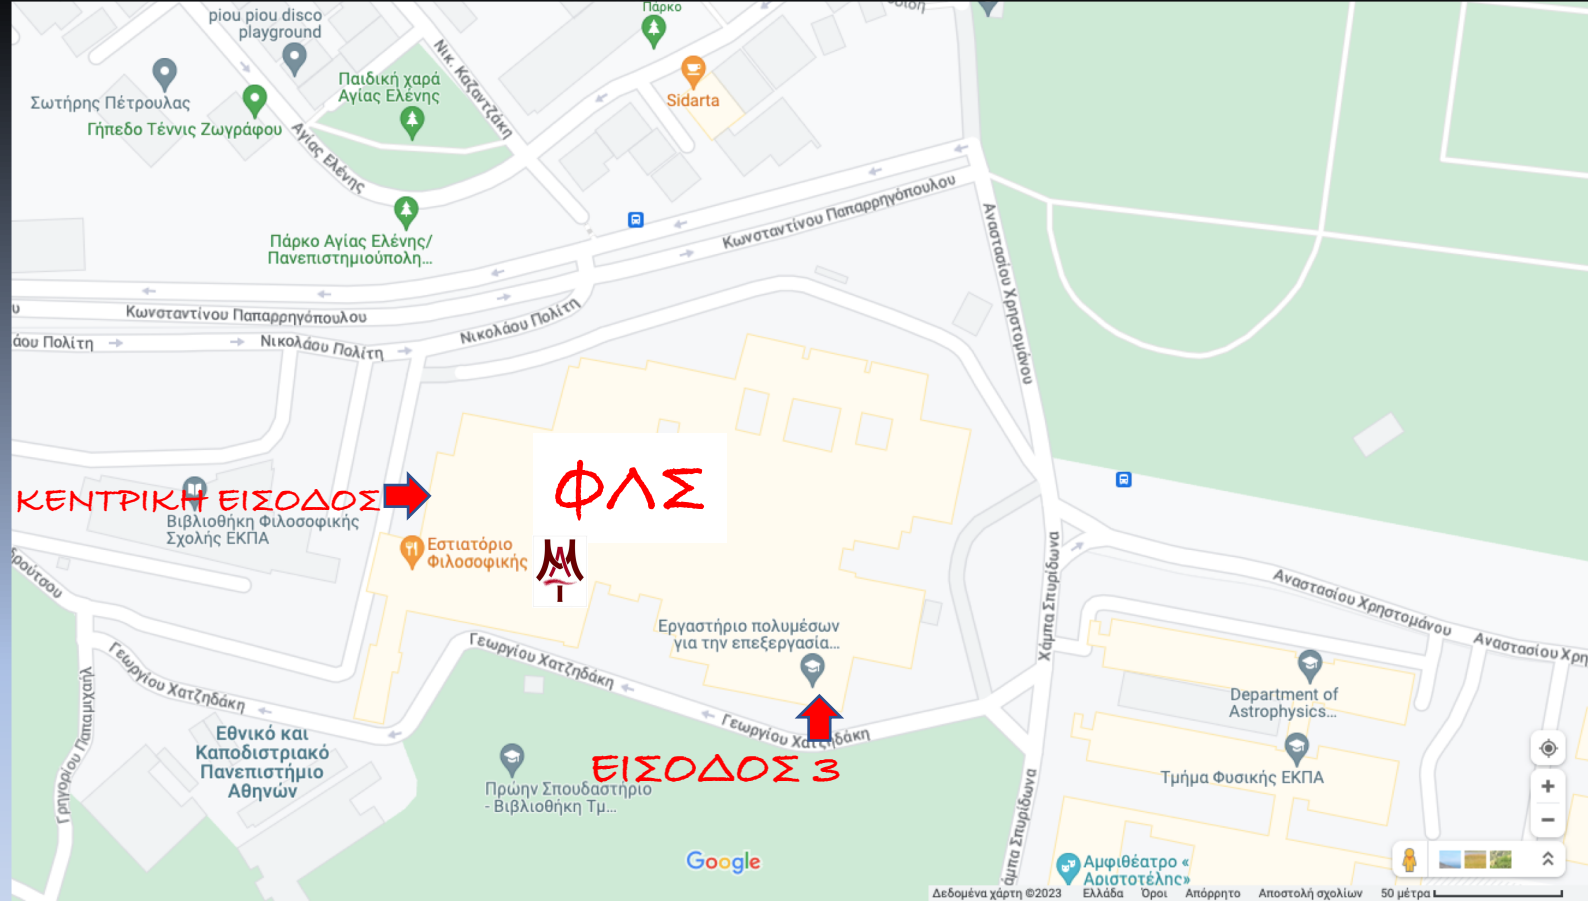 piou piou disco
playground
Πάρκο
Σωτήρης Πέτρουλας
Γήπεδο Τέννις Ζωγράφου
Παιδική χαρά
Αγίας Ελένης
Νικ. Καζαντζάκη
Sidarta
Αγίας Ελένης
Πάρκο Αγίας Ελένης/
Πανεπιστημιούπολη...
Κωνσταντίνου Παπαρρηγόπουλου
Αναστασίου Χρηστομάνου
Κωνσταντίνου Παπαρρηγόπουλου
Νικολάου Πολίτη
άου Πολίτη
Νικολάου Πολίτη
ΦΛΣ
ΚΕΝΤΡΙΚΗ ΕΙΣΟΔΟΣ
Βιβλιοθήκη Φιλοσοφικής
Σχολής ΕΚΠΑ
Εστιατόριο
Φιλοσοφικής
δρούτσου
Χάμπα Σπυρίδωνα
Αναστασίου Χρηστομάνου
Αναστασίου Χρη
Εργαστήριο πολυμέσων
για την επεξεργασία...
Γεωργίου Χατζηδάκη
Γεωργίου Χατζηδάκη
Γεωργίου Χατζηδάκη
Γρηγορίου Παπαμιχαήλ
Department of
Astrophysics...
Εθνικό και
Καποδιστριακό
Πανεπιστήμιο
Αθηνών
ΕΙΣΟΔΟΣ 3
Πρώην Σπουδαστήριο
- Βιβλιοθήκη Τμ...
Τμήμα Φυσικής ΕΚΠΑ
άμπα Σπυρίδωνα
Google
Αμφιθέατρο «
Αριστοτέλης»
Δεδομένα χάρτη ©2023 Ελλάδα Όροι Απόρρητο Αποστολή σχολίων 50 μέτρα